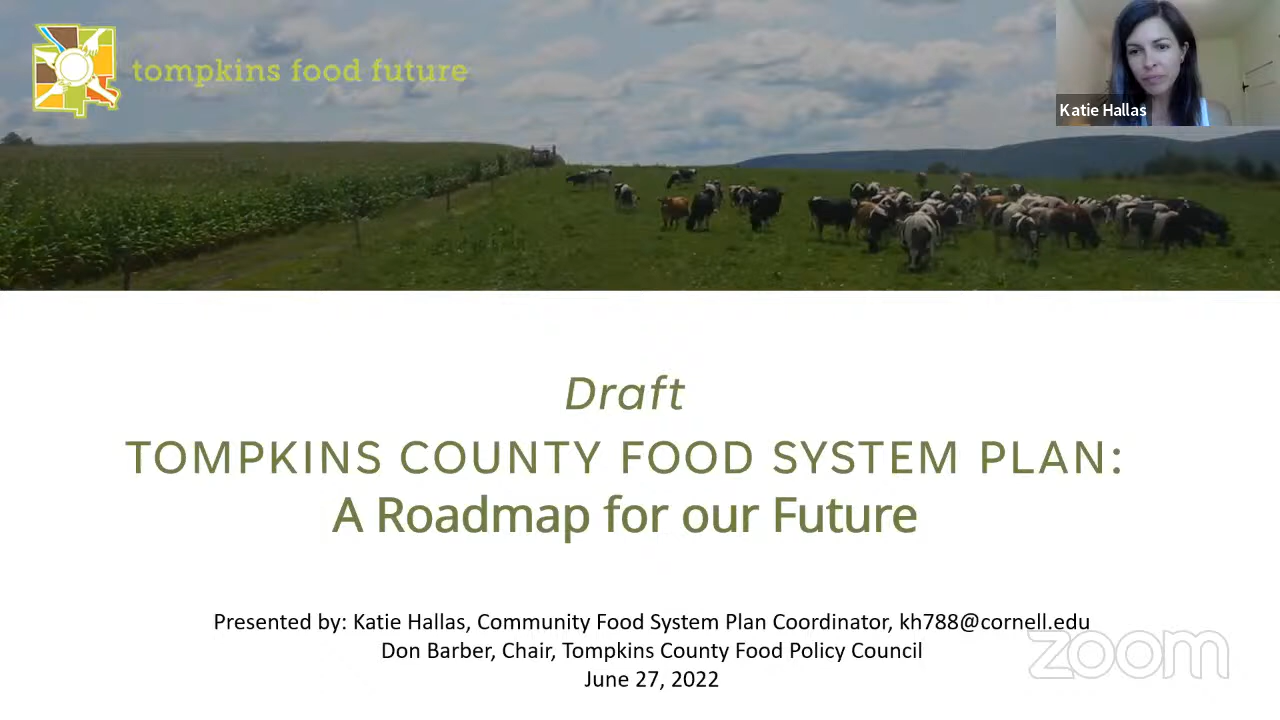 tompkins food future
Katie Hallas
Draft
TOMPKINS COUNTY FOOD SYSTEM PLAN:
A Roadmap for our Future
Presented by: Katie Hallas, Community Food System Plan Coordinator, kh788@cornell.edu
Don Barber, Chair, Tompkins County Food Policy Council
June 27, 2022
zoom